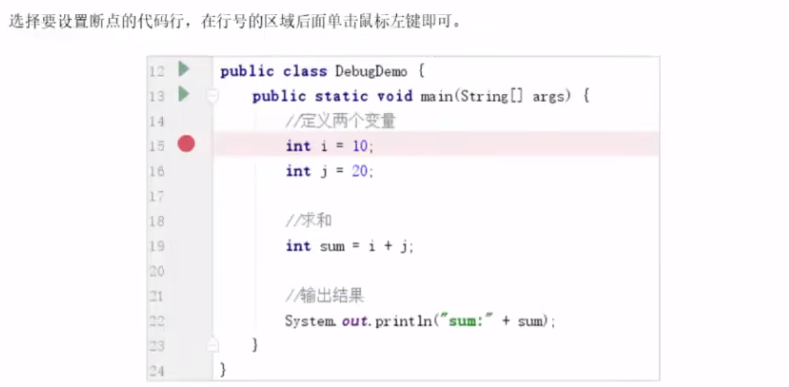 选择要设置断点的代码行，在行号的区域后面单击鼠标左键即可。
12 public class DebugDemo {
13 public static void main(String[] args) {
14 //定义两个变量
15 int i = 10;
16 int j = 20;
17
18 //求和
19 int sum = i + j;
20
21 //输出结果
22 System.out.println("sum:" + sum);
23 }
24 }